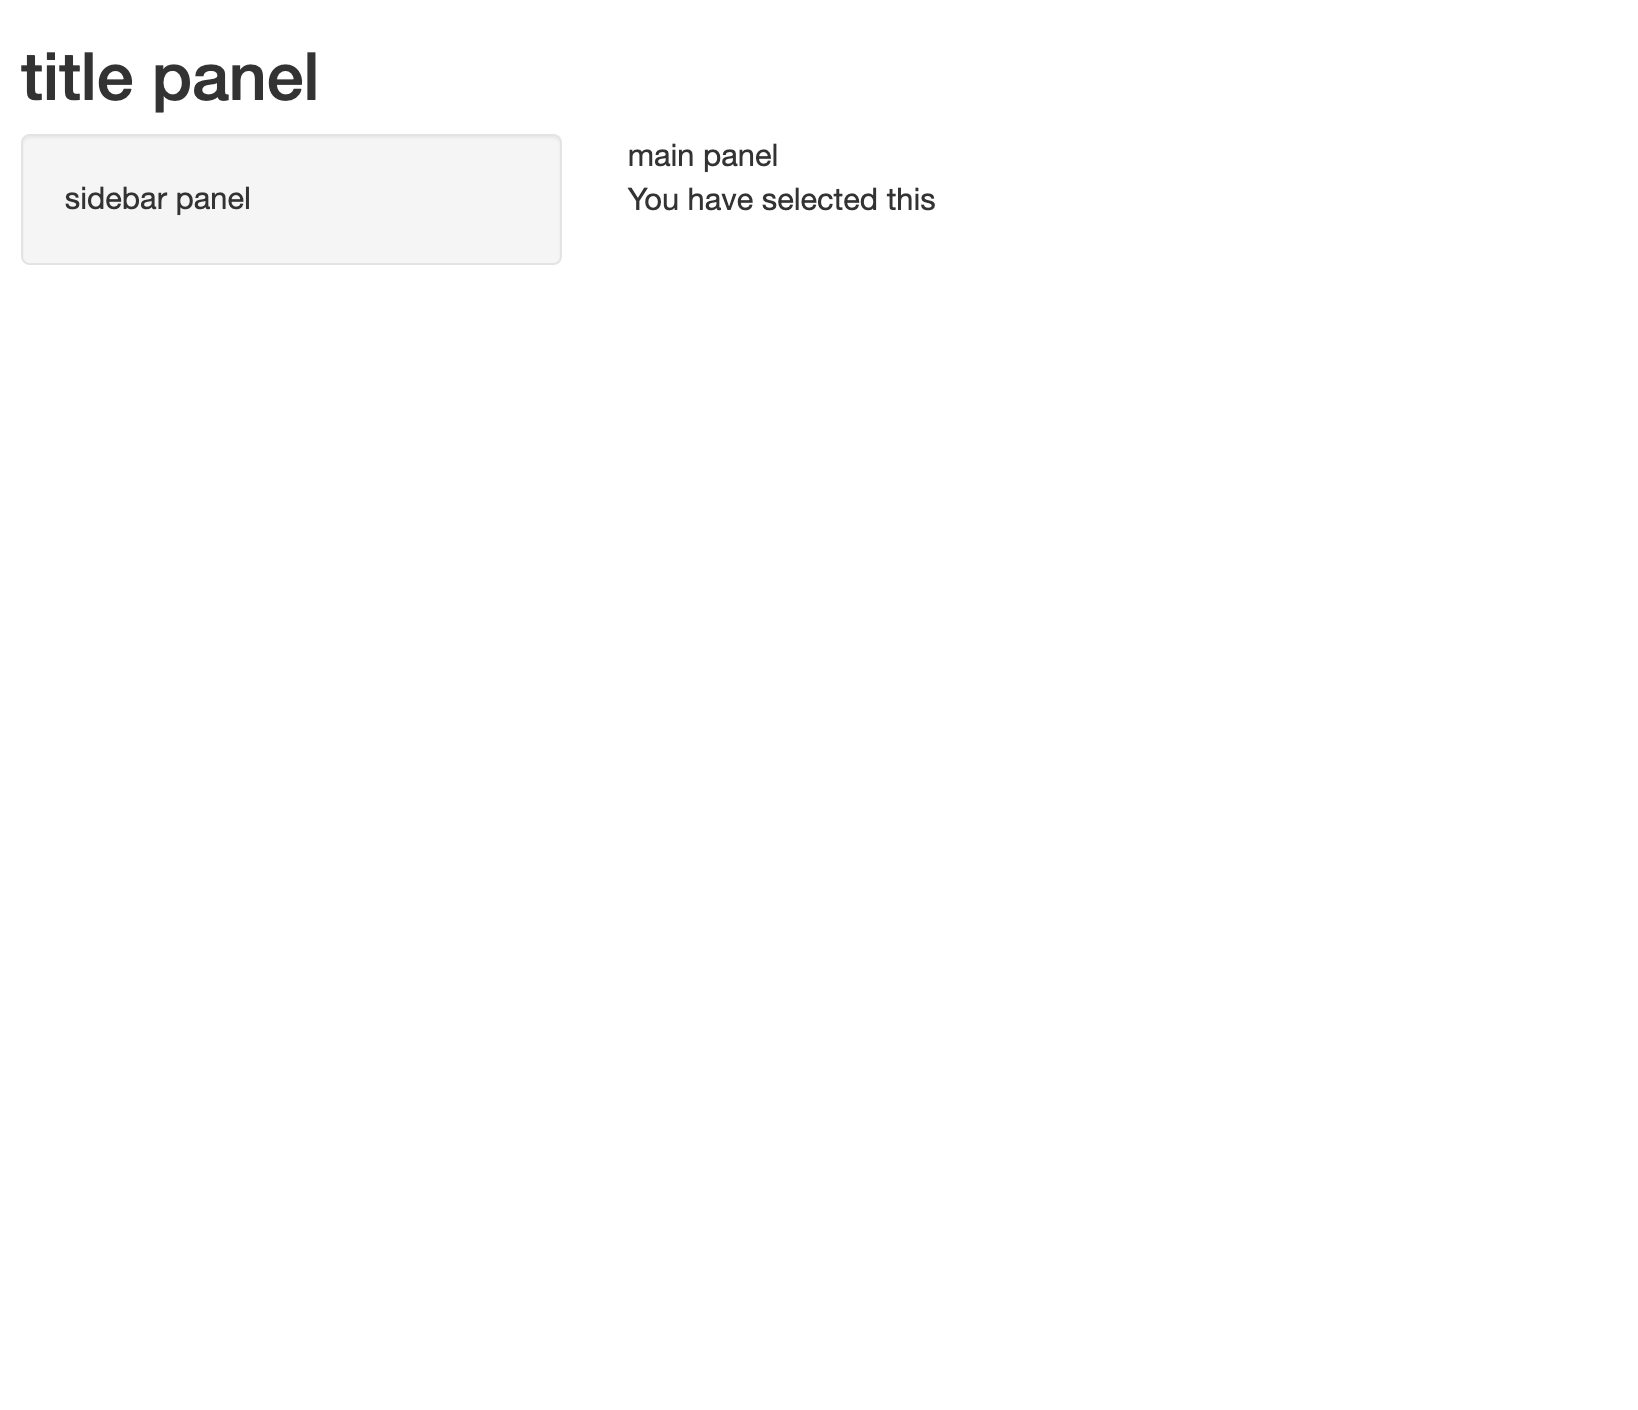 title panel
sidebar panel
main panel
You have selected this